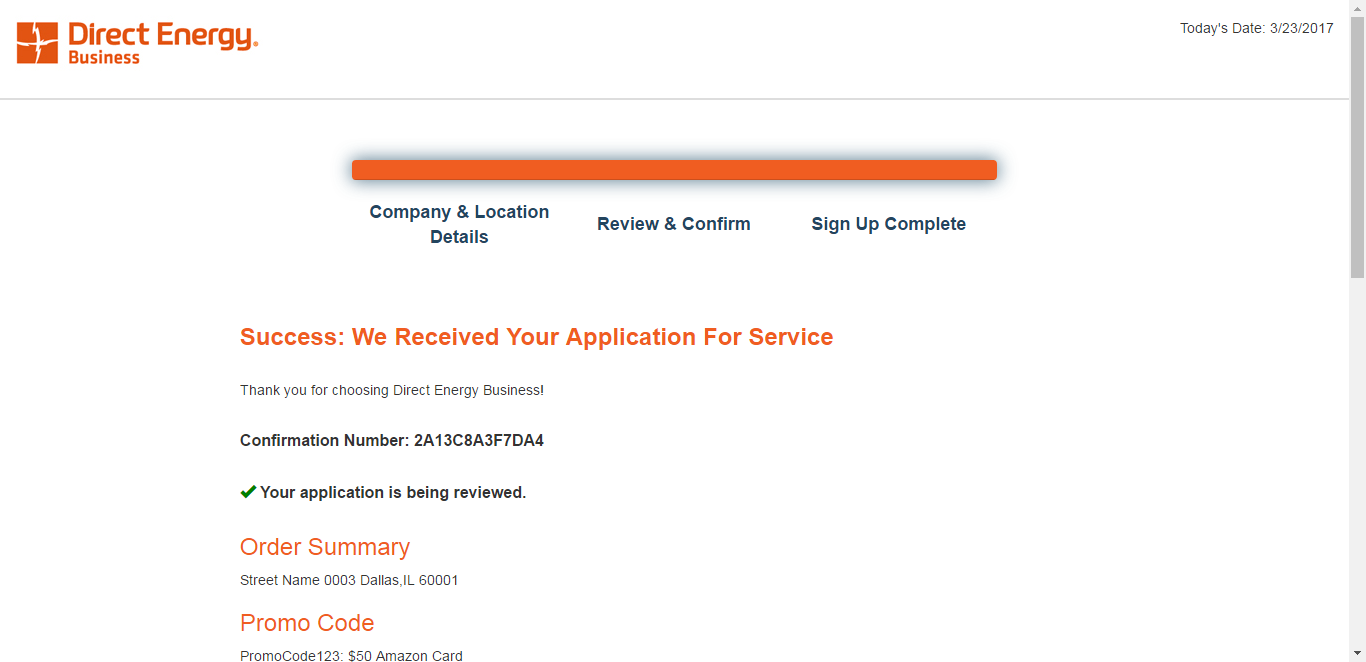 Direct Energy®
Business
Today's Date: 3/23/2017
Company & Location
Details
Review & Confirm
Sign Up Complete
Success: We Received Your Application For Service
Thank you for choosing Direct Energy Business!
Confirmation Number: 2A13C8A3F7DA4
Your application is being reviewed.
Order Summary
Street Name 0003 Dallas,IL 60001
Promo Code
PromoCode123: $50 Amazon Card